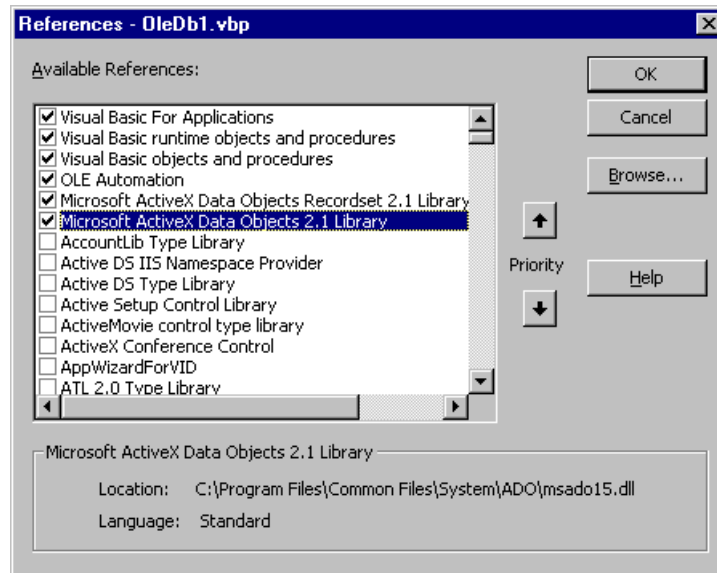 References - OleDb1.vbp
Available References:
Visual Basic For Applications
Visual Basic runtime objects and procedures
Visual Basic objects and procedures
OLE Automation
Microsoft ActiveX Data Objects Recordset 2.1 Library
Microsoft ActiveX Data Objects 2.1 Library
AccountLib Type Library
Active DS IIS Namespace Provider
Active DS Type Library
Active Setup Control Library
ActiveMovie control type library
ActiveX Conference Control
AppWizardForVID
ATL 2.0 Type Library
OK
Cancel
Browse...
Priority
Help
Microsoft ActiveX Data Objects 2.1 Library
Location: C:\Program Files\Common Files\System\ADO\msado15.dll
Language: Standard